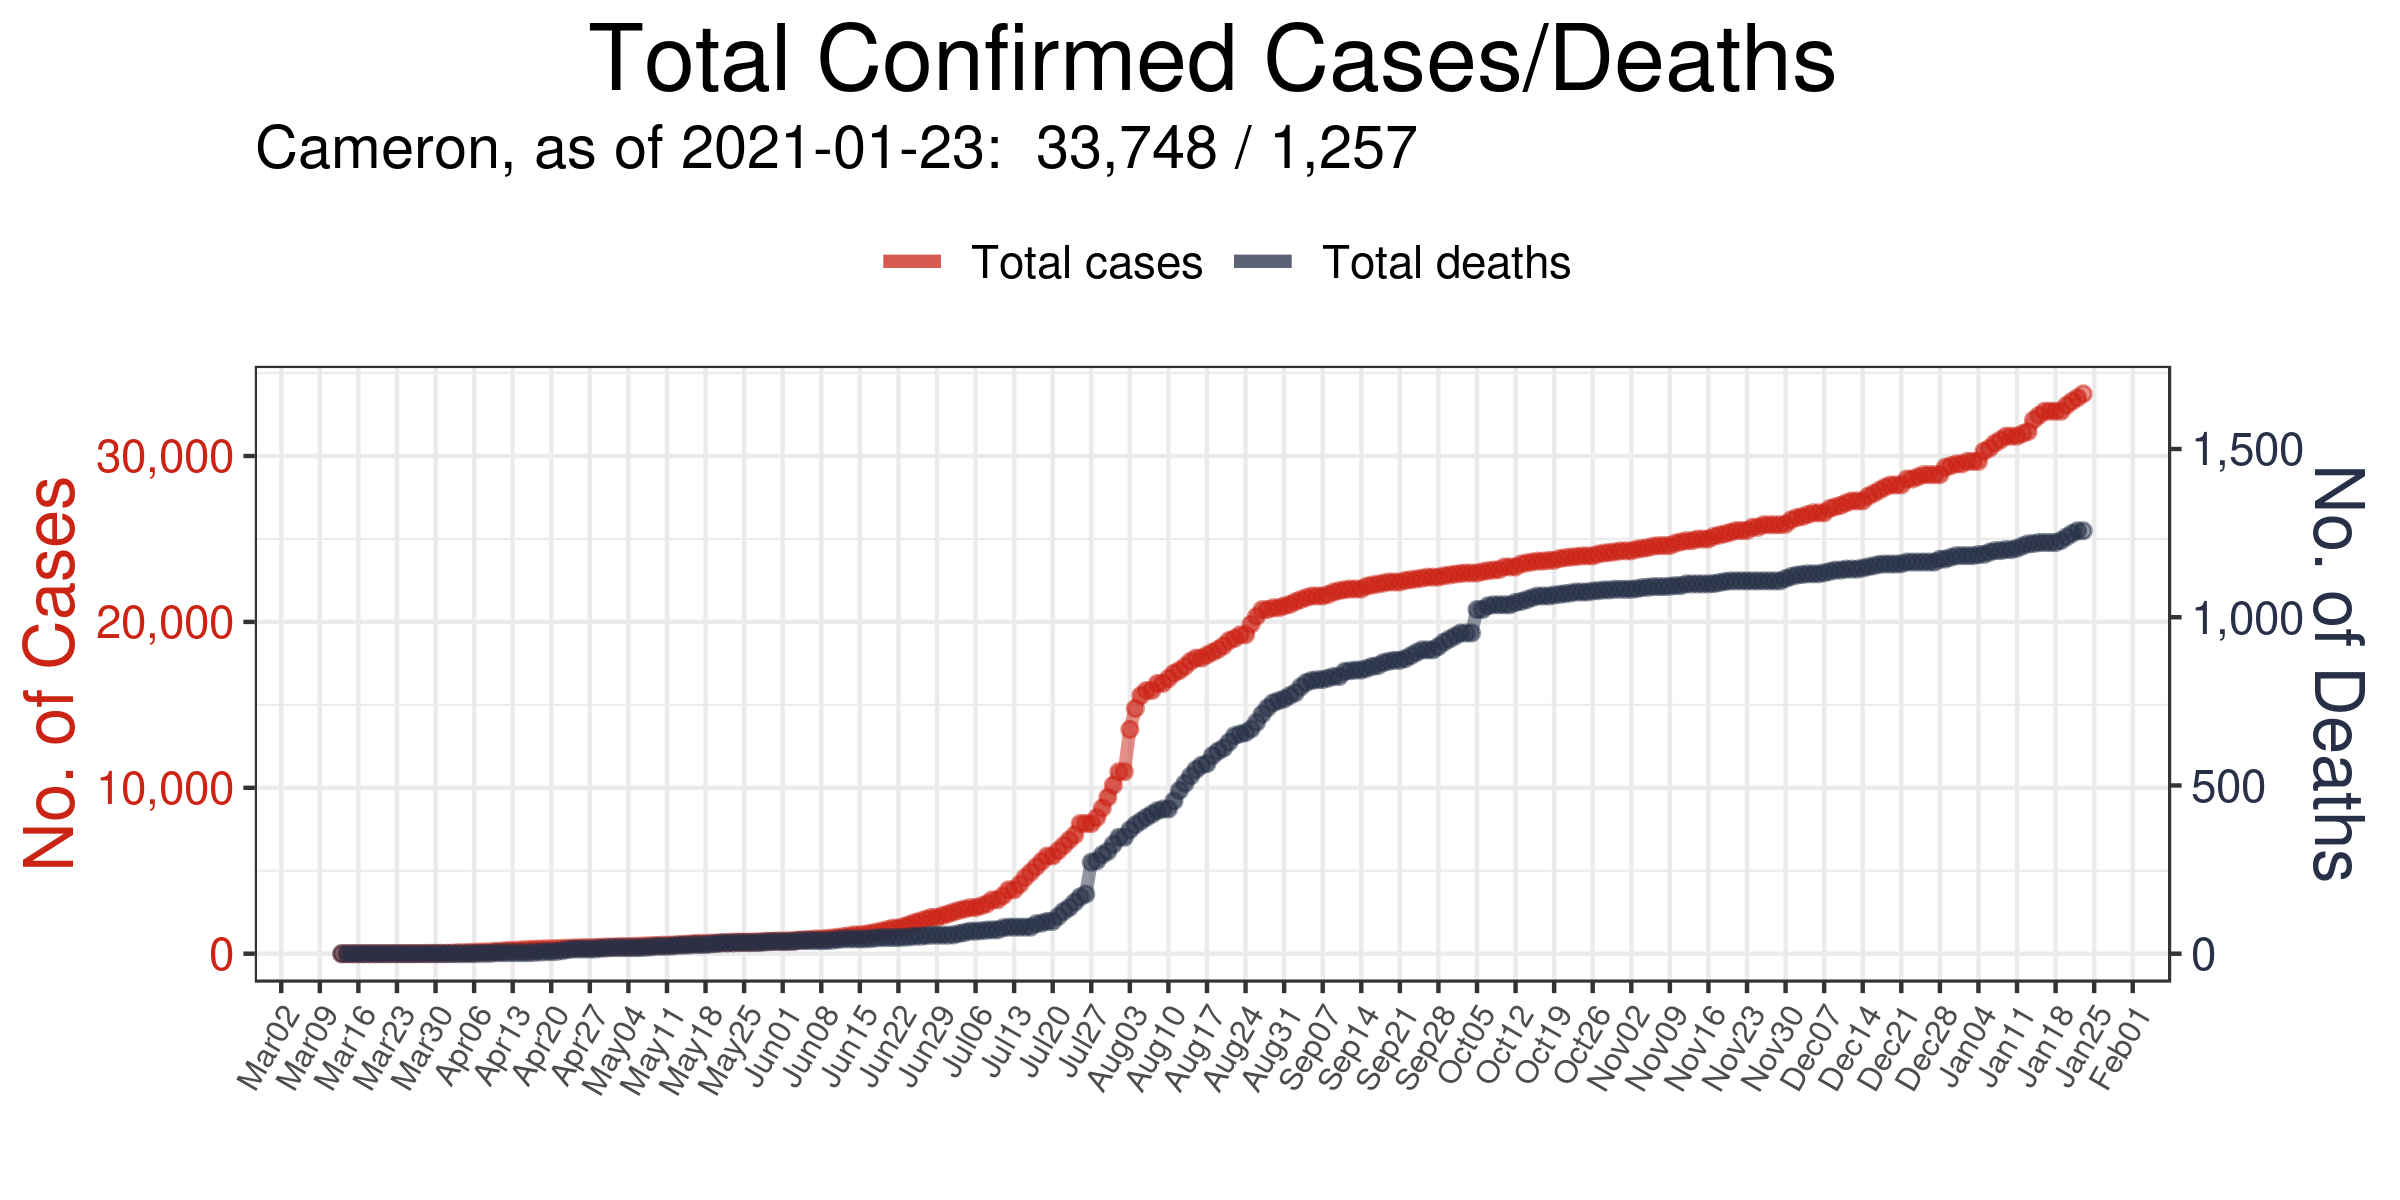 Total Confirmed Cases/Deaths
Cameron, as of 2021-01-23:  33,748 / 1,257
Total cases
Total deaths
No. of Cases
30,000
20,000
10,000
0
1,500
1,000
500
0
No. of Deaths
Mar02
Mar09
Mar16
Mar23
Mar30
Apr06
Apr13
Apr20
Apr27
May04
May11
May18
May25
Jun01
Jun08
Jun15
Jun22
Jun29
Jul06
Jul13
Jul20
Jul27
Aug03
Aug10
Aug17
Aug24
Aug31
Sep07
Sep14
Sep21
Sep28
Oct05
Oct12
Oct19
Oct26
Nov02
Nov09
Nov16
Nov23
Nov30
Dec07
Dec14
Dec21
Dec28
Jan04
Jan11
Jan18
Jan25
Feb01